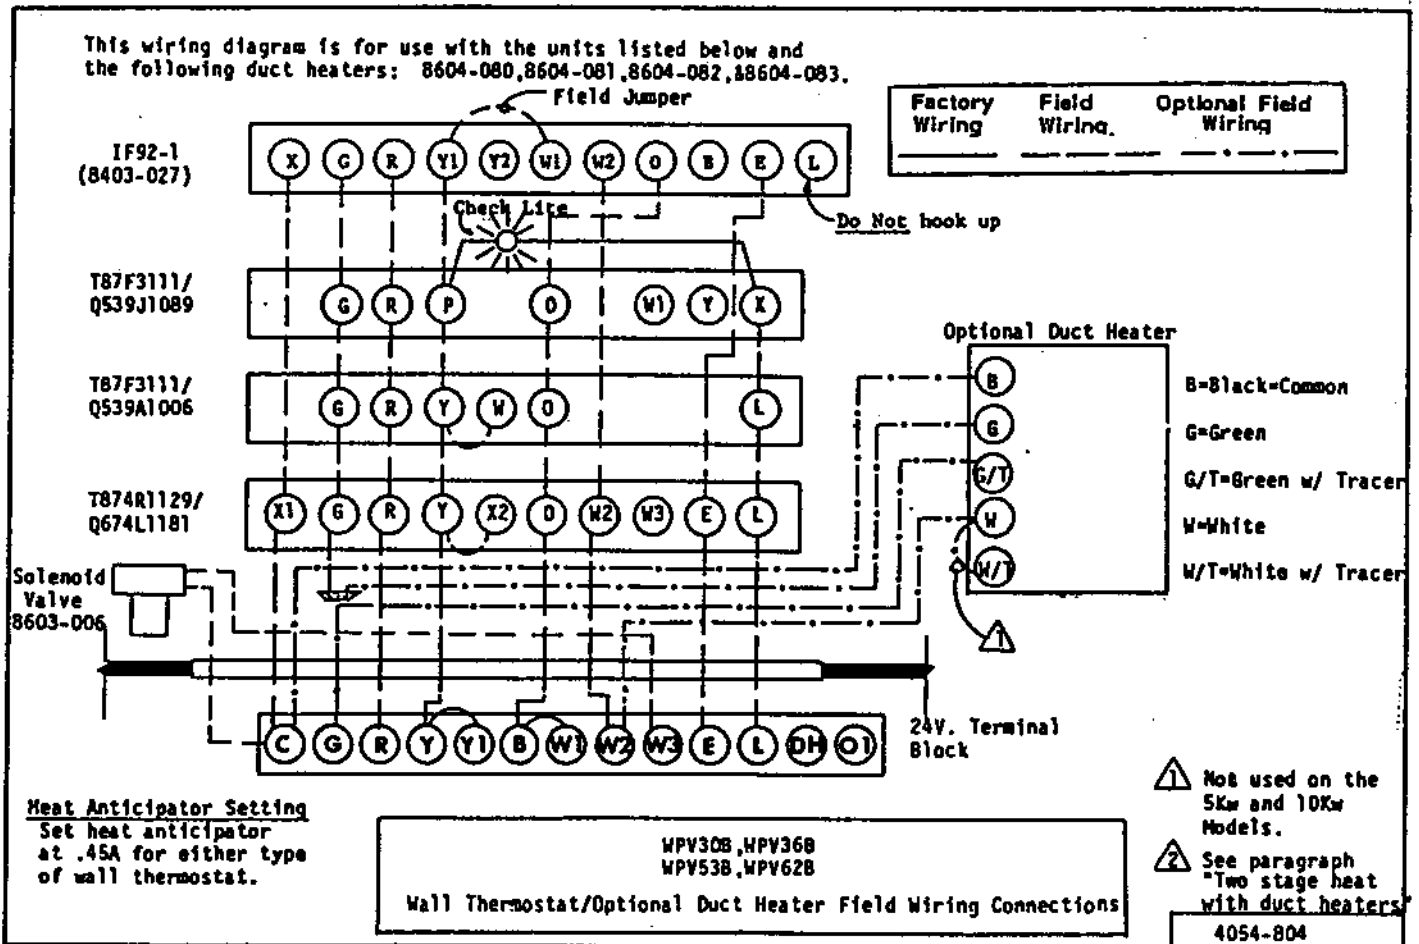 This wiring diagram is for use with the units listed below and
the following duct heaters: 8604-080,8604-081,8604-082,&8604-083.
Field Jumper
Factory Wiring
Field Wiring.
Optional Field Wiring
IF92-1
(8403-027)
X G R Y1 Y2 W1 W2 O B E L
Check Lite
Do Not hook up
T87F3111/
Q539J1089
G R P O W1 Y X
Optional Duct Heater
T87F3111/
Q539A1006
G R Y W O L
B
G
G/T
W
W/T
B=Black=Common
G=Green
G/T=Green w/ Tracer
W=White
W/T=White w/ Tracer
T874R1129/
Q674L1181
X1 G R Y X2 O W2 W3 E L
Solenoid
Valve
8603-006
1
C G R Y Y1 B W1 W2 W3 E L DH O1
24V. Terminal
Block
Heat Anticipator Setting
Set heat anticipator
at .45A for either type
of wall thermostat.
WPV30B,WPV36B
WPV53B,WPV62B
Wall Thermostat/Optional Duct Heater Field Wiring Connections
1 Not used on the
5Kw and 10Kw
Models.
2 See paragraph
"Two stage heat
with duct heaters"
4054-804